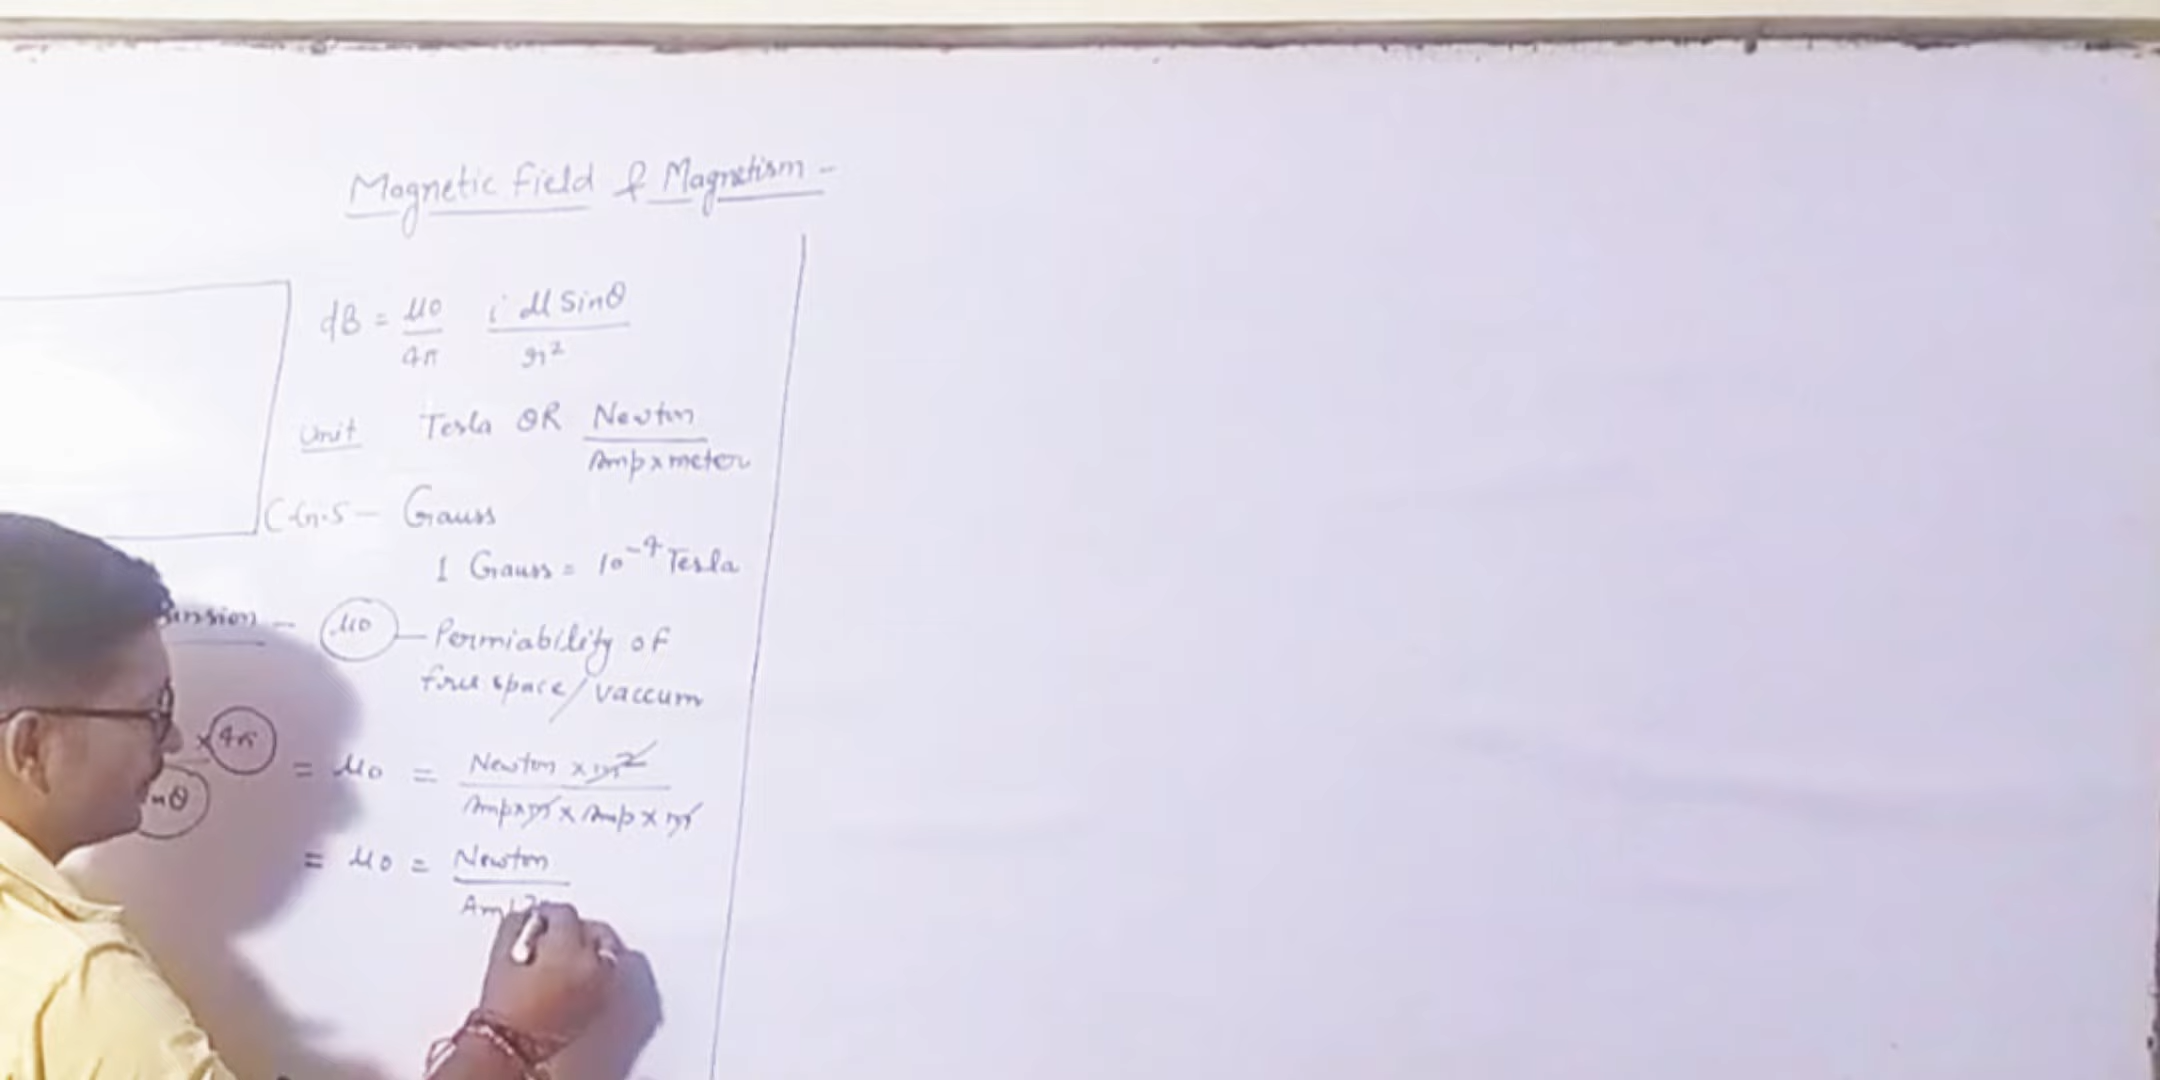 Magnetic Field & Magnetism -
dB = μ0/4π i dl Sinθ/r²
Unit Tesla OR Newton/Amp x meter
C.G.S - Gauss
1 Gauss = 10⁻⁴ Tesla
μ0 - Permiability of
free space/vaccum
x 4π = μ0 = Newton x m²/Amp x m x Amp x m
= μ0 = Newton/Amp²